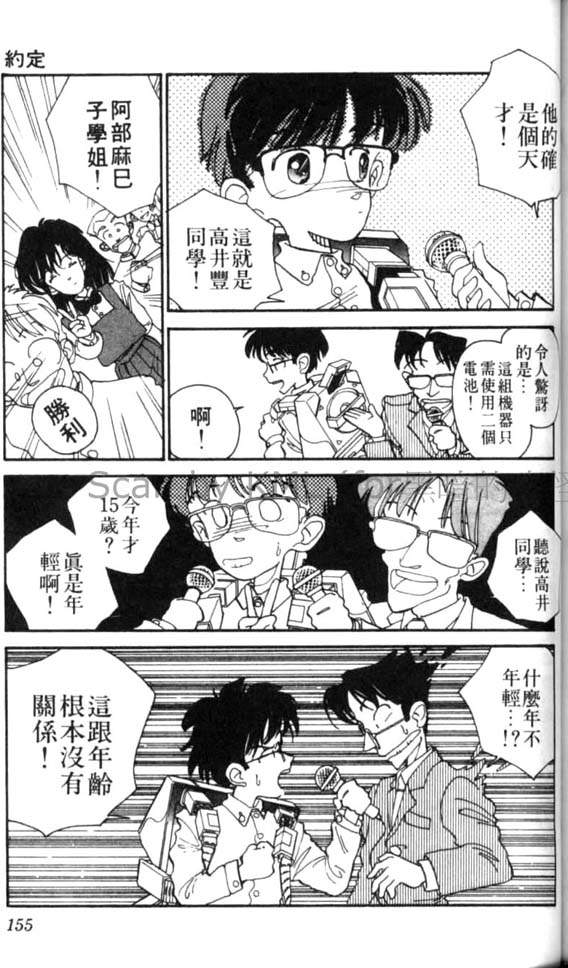 約定
他的確
是個天
才！
這就是
高井豐
同學！
阿部麻巳
子學姐！
勝利
令人驚訝
的是…
這組機器只
需使用二個
電池！
啊！
聽說高井
同學…
今年才
15歲？
真是年
輕啊！
什麼年不
年輕…!?
這跟年齡
根本沒有
關係！
155